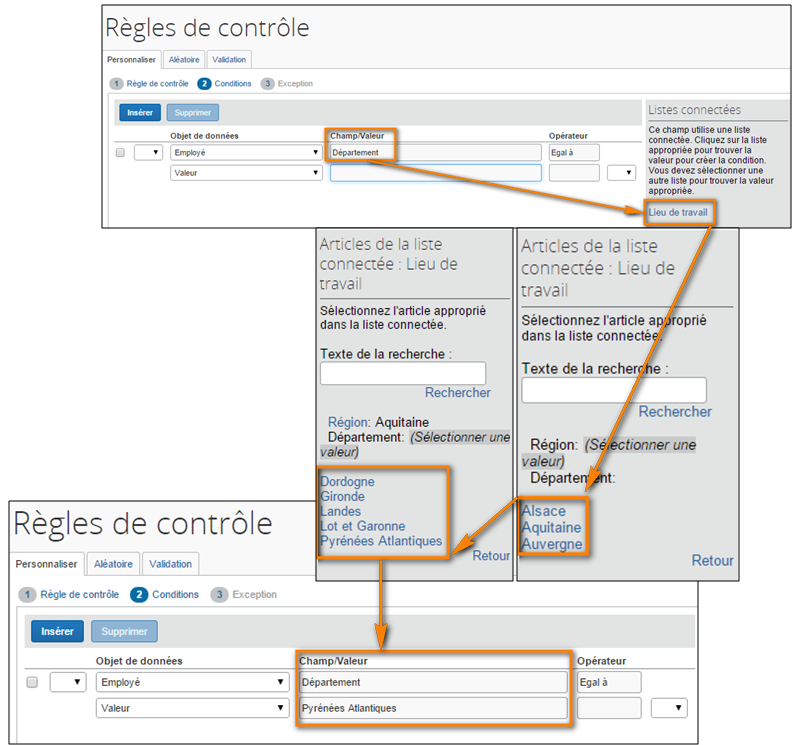 Règles de contrôle
Personnaliser Aléatoire Validation
1 Règle de contrôle 2 Conditions 3 Exception
Insérer Supprimer
Objet de données Champ/Valeur Opérateur
Employé Département Egal à
Valeur
Listes connectées
Ce champ utilise une liste
connectée. Cliquez sur la liste
appropriée pour trouver la
valeur pour créer la condition.
Vous devez sélectionner une
autre liste pour trouver la valeur
appropriée.
Lieu de travail
Articles de la liste
connectée : Lieu de
travail
Sélectionnez l'article approprié
dans la liste connectée.
Texte de la recherche :
Rechercher
Région: Aquitaine
Département: (Sélectionner une
valeur)
Dordogne
Gironde
Landes
Lot et Garonne
Pyrénées Atlantiques
Retour
Articles de la liste
connectée : Lieu de
travail
Sélectionnez l'article approprié
dans la liste connectée.
Texte de la recherche :
Rechercher
Région: (Sélectionner une
valeur)
Département:
Alsace
Aquitaine
Auvergne
Retour
Règles de contrôle
Personnaliser Aléatoire Validation
1 Règle de contrôle 2 Conditions 3 Exception
Insérer Supprimer
Objet de données Champ/Valeur Opérateur
Employé Département Egal à
Valeur Pyrénées Atlantiques